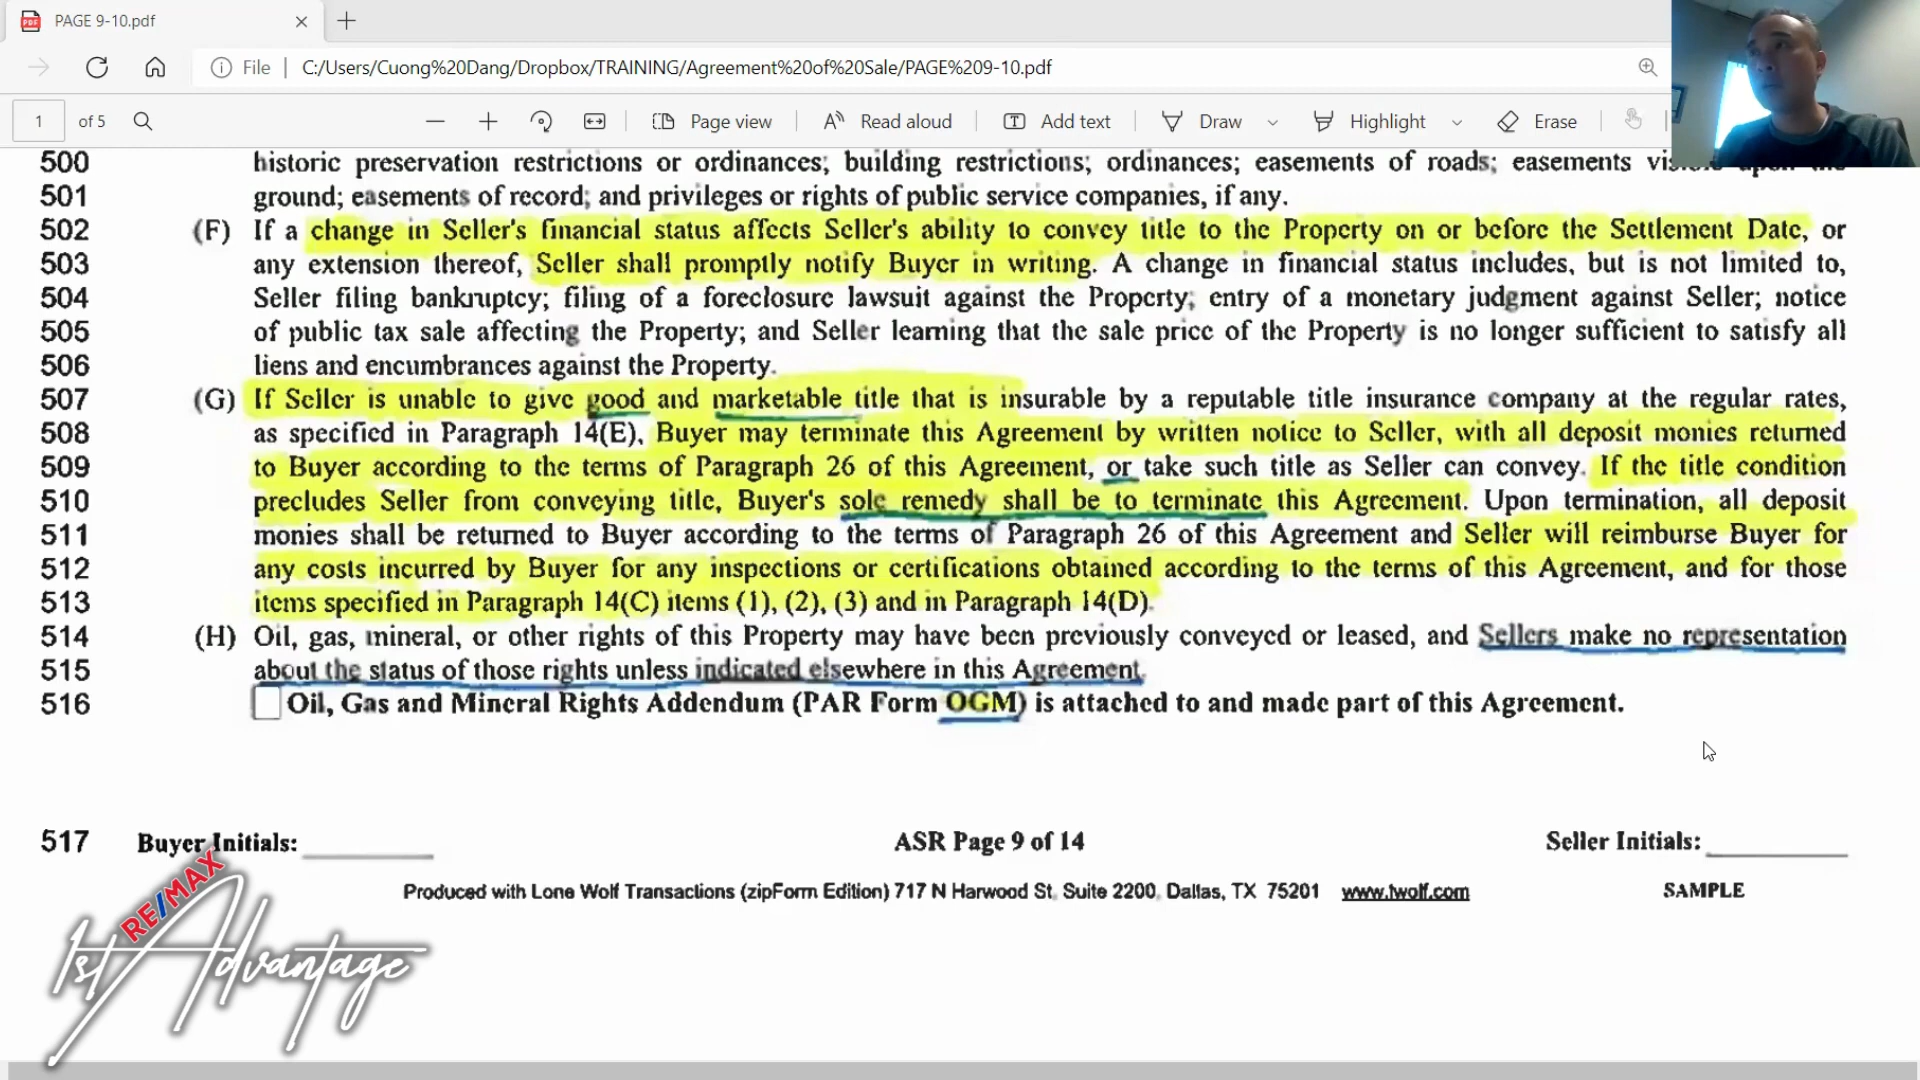 PAGE 9-10.pdf
File | C:/Users/Cuong%20Dang/Dropbox/TRAINING/Agreement%20of%20Sale/PAGE%209-10.pdf
1 of 5 Page view Read aloud Add text Draw Highlight Erase
500 historic preservation restrictions or ordinances; building restrictions; ordinances; easements of roads; easements upon the
501 ground; easements of record; and privileges or rights of public service companies, if any.
502 (F) If a change in Seller's financial status affects Seller's ability to convey title to the Property on or before the Settlement Date, or
503 any extension thereof, Seller shall promptly notify Buyer in writing. A change in financial status includes, but is not limited to,
504 Seller filing bankruptcy; filing of a foreclosure lawsuit against the Property; entry of a monetary judgment against Seller; notice
505 of public tax sale affecting the Property; and Seller learning that the sale price of the Property is no longer sufficient to satisfy all
506 liens and encumbrances against the Property.
507 (G) If Seller is unable to give good and marketable title that is insurable by a reputable title insurance company at the regular rates,
508 as specified in Paragraph 14(E), Buyer may terminate this Agreement by written notice to Seller, with all deposit monies returned
509 to Buyer according to the terms of Paragraph 26 of this Agreement, or take such title as Seller can convey. If the title condition
510 precludes Seller from conveying title, Buyer's sole remedy shall be to terminate this Agreement. Upon termination, all deposit
511 monies shall be returned to Buyer according to the terms of Paragraph 26 of this Agreement and Seller will reimburse Buyer for
512 any costs incurred by Buyer for any inspections or certifications obtained according to the terms of this Agreement, and for those
513 items specified in Paragraph 14(C) items (1), (2), (3) and in Paragraph 14(D).
514 (H) Oil, gas, mineral, or other rights of this Property may have been previously conveyed or leased, and Sellers make no representation
515 about the status of those rights unless indicated elsewhere in this Agreement.
516 Oil, Gas and Mineral Rights Addendum (PAR Form OGM) is attached to and made part of this Agreement.
517 Buyer Initials: ASR Page 9 of 14 Seller Initials:
Produced with Lone Wolf Transactions (zipForm Edition) 717 N Harwood St, Suite 2200, Dallas, TX 75201 www.lwolf.com SAMPLE
RE/MAX
1st Advantage